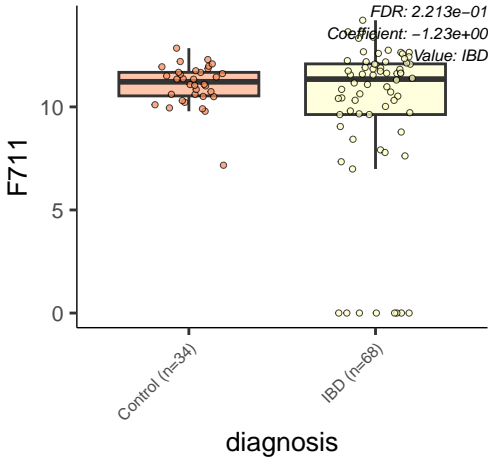 FDR: 2.213e−01
Coefficient: −1.23e+00
Value: IBD
F711
10
5
0
Control (n=34)
IBD (n=68)
diagnosis